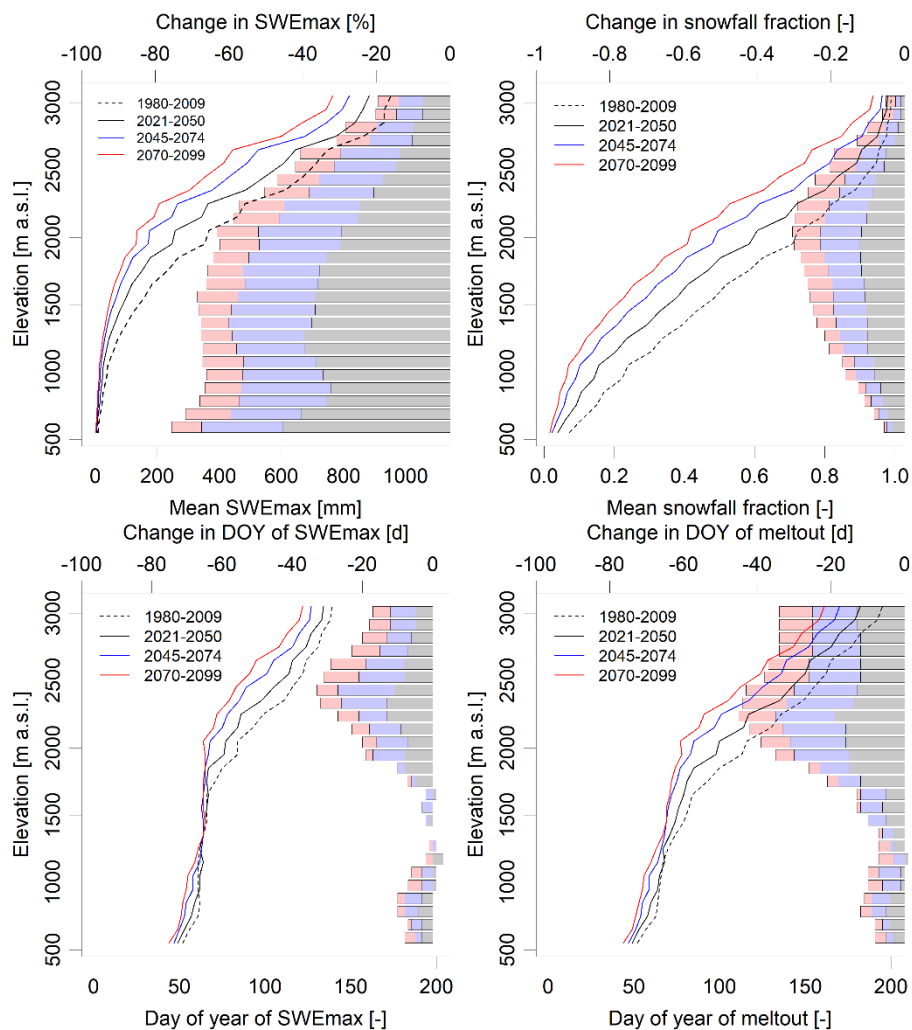 Change in SWEmax [%]
-100 -80 -60 -40 -20 0
Elevation [m a.s.l.]
500 1000 1500 2000 2500 3000
1980-2009
2021-2050
2045-2074
2070-2099
0 200 400 600 800 1000
Mean SWEmax [mm]
Change in snowfall fraction [-]
-1 -0.8 -0.6 -0.4 -0.2 0
Elevation [m a.s.l.]
500 1000 1500 2000 2500 3000
1980-2009
2021-2050
2045-2074
2070-2099
0.0 0.2 0.4 0.6 0.8 1.0
Mean snowfall fraction [-]
Change in DOY of SWEmax [d]
-100 -80 -60 -40 -20 0
Elevation [m a.s.l.]
500 1000 1500 2000 2500 3000
1980-2009
2021-2050
2045-2074
2070-2099
0 50 100 150 200
Day of year of SWEmax [-]
Change in DOY of meltout [d]
-100 -80 -60 -40 -20 0
Elevation [m a.s.l.]
500 1000 1500 2000 2500 3000
1980-2009
2021-2050
2045-2074
2070-2099
0 50 100 150 200
Day of year of meltout [-]